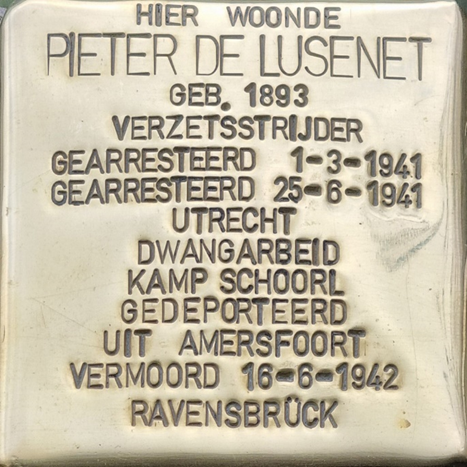 HIER WOONDE
PIETER DE LUSENET
GEB. 1893
VERZETSSTRIJDER
GEARRESTEERD 1-3-1941
GEARRESTEERD 25-6-1941
UTRECHT
DWANGARBEID
KAMP SCHOORL
GEDEPORTEERD
UIT AMERSFOORT
VERMOORD 16-6-1942
RAVENSBRÜCK